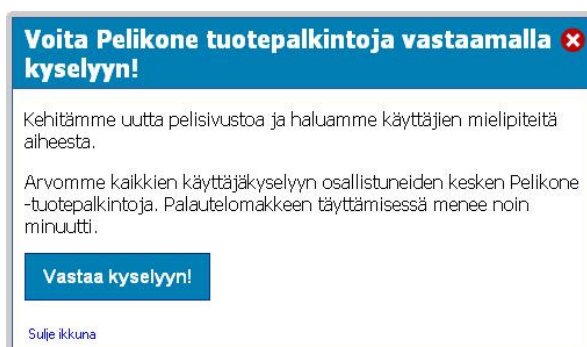 Voita Pelikone tuotepalkintoja vastaamalla
kyselyyn!
Kehitämme uutta pelisivustoa ja haluamme käyttäjien mielipiteitä
aiheesta.
Arvomme kaikkien käyttäjäkyselyyn osallistuneiden kesken Pelikone
-tuotepalkintoja. Palautelomakkeen täyttämisessä menee noin
minuutti.
Vastaa kyselyyn!
Sulje ikkuna